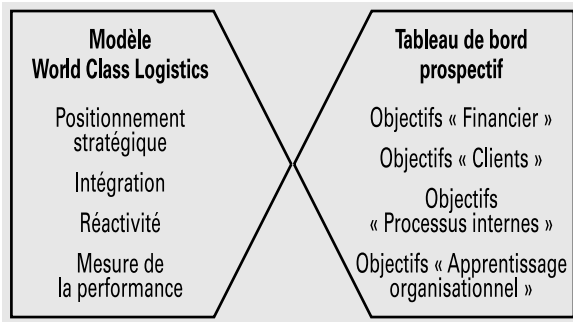 Modèle
World Class Logistics
Positionnement
stratégique
Intégration
Réactivité
Mesure de
la performance
Tableau de bord
prospectif
Objectifs « Financier »
Objectifs « Clients »
Objectifs
« Processus internes »
Objectifs « Apprentissage
organisationnel »